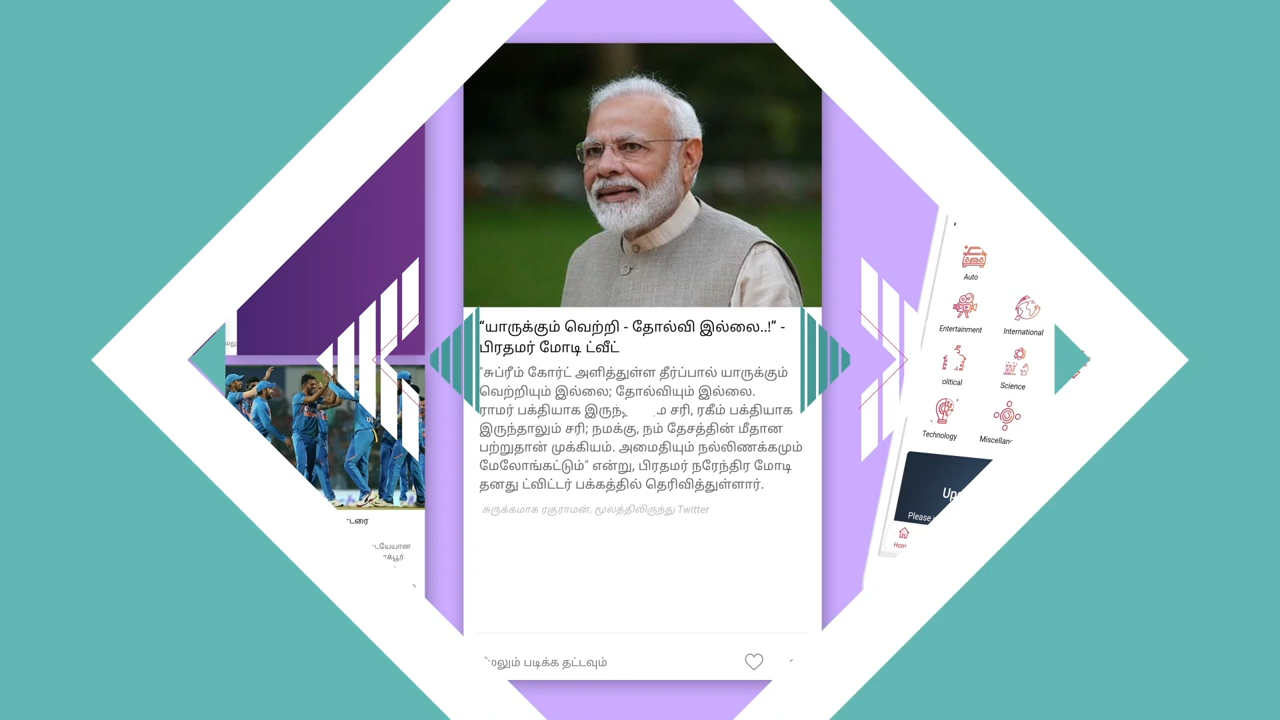 “யாருக்கும் வெற்றி - தோல்வி இல்லை..!” -
பிரதமர் மோடி ட்வீட்
"சுப்ரீம் கோர்ட் அளித்துள்ள தீர்ப்பால் யாருக்கும்
வெற்றியும் இல்லை; தோல்வியும் இல்லை.
ராமர் பக்தியாக சரி, ரகீம் பக்தியாக
இருந்தாலும் சரி; நமக்கு, நம் தேசத்தின் மீதான
பற்றுதான் முக்கியம். அமைதியும் நல்லிணக்கமும்
மேலோங்கட்டும்" என்று, பிரதமர் நரேந்திர மோடி
தனது ட்விட்டர் பக்கத்தில் தெரிவித்துள்ளார்.
சுருக்கமாக ரகுராமன், மூலத்திலிருந்து Twitter
படிக்க தட்டவும்
Auto
Entertainment International
Science
Technology
Please